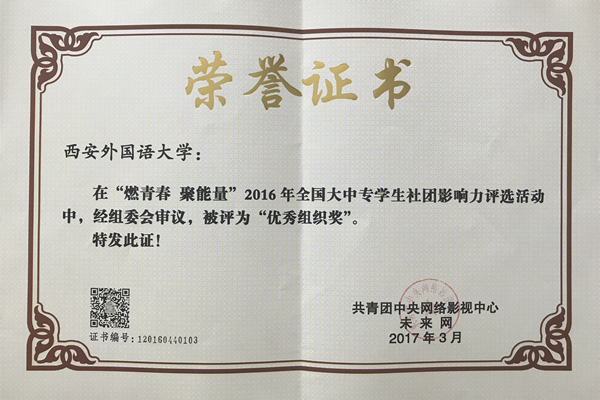 荣誉证书
西安外国语大学：
在“燃青春 聚能量”2016年全国大中专学生社团影响力评选活动
中，经组委会审议，被评为“优秀组织奖”。
特发此证！
共青团中央网络影视中心
未来网
2017年3月
证书编号：120160440103